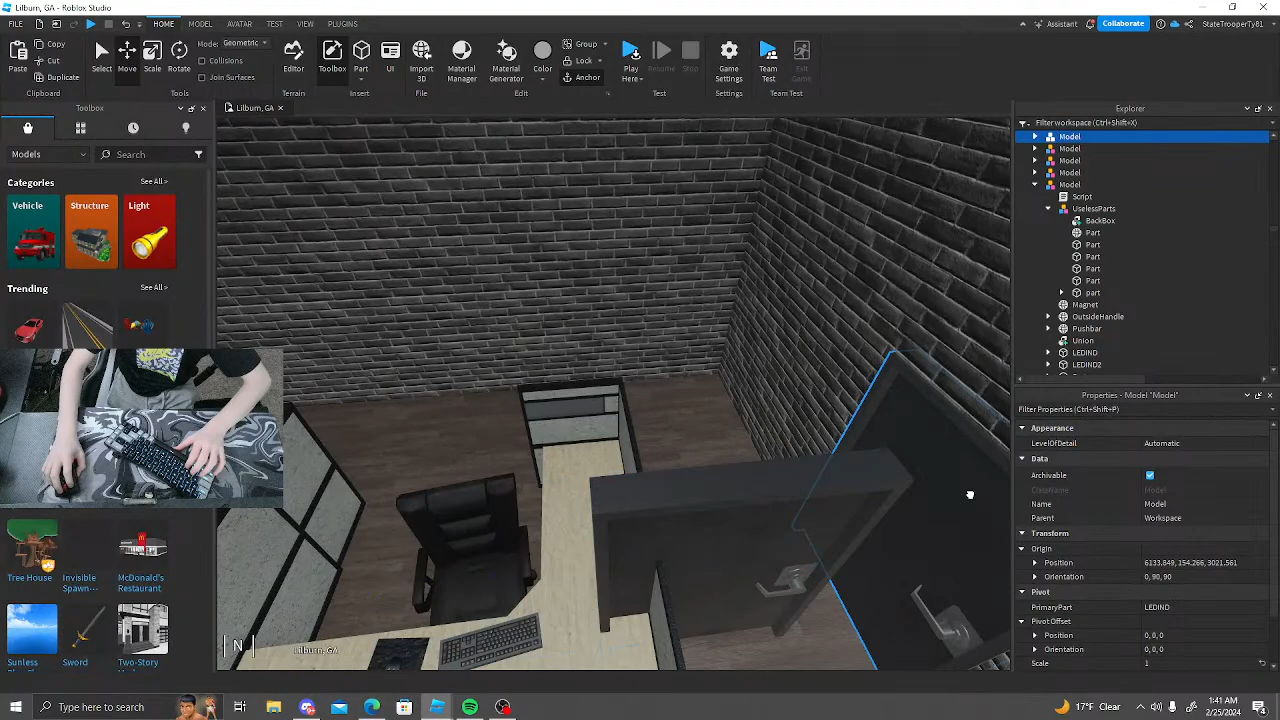 Lilburn, GA - Roblox Studio
FILE HOME MODEL AVATAR TEST VIEW PLUGINS Assistant Collaborate StateTrooperTy81
Paste Copy Cut Duplicate Select Move Scale Rotate Mode: Geometric Collisions Join Surfaces Editor Toolbox Part UI Import 3D Material Manager Material Generator Color Group Lock Anchor Play Here Resume Stop Game Settings Team Test Exit Game
Clipboard Tools Terrain Insert File Edit Test Settings Team Test
Toolbox
Lilburn, GA
Models Search
Categories See All >
Vehicle Structure Light
Trending See All >
Tree House
Invisible Spawn...
McDonald's Restaurant
Sunless
Sword
Two-Story
N
Lilburn, GA
Explorer
Filter workspace (Ctrl+Shift+X)
Model
Model
Model
Model
Model
Script
UselessParts
BackBox
Part
Part
Part
Part
Part
part
Magnet
OutsideHandle
Pushbar
Union
LEDIND
LEDIND2
Properties - Model "Model"
Filter Properties (Ctrl+Shift+P)
Appearance
LevelOfDetail Automatic
Data
Archivable
ClassName Model
Name Model
Parent Workspace
Transform
Origin
Position 6133.849, 154.266, 3021.561
Orientation 0,90,90
Pivot
PrimaryPart LEDIND
PivotOffset
Position 0,0,0
Orientation 0,0,0
Scale 1
Type here to search
17°F Clear
1:41 AM
2/25/2024